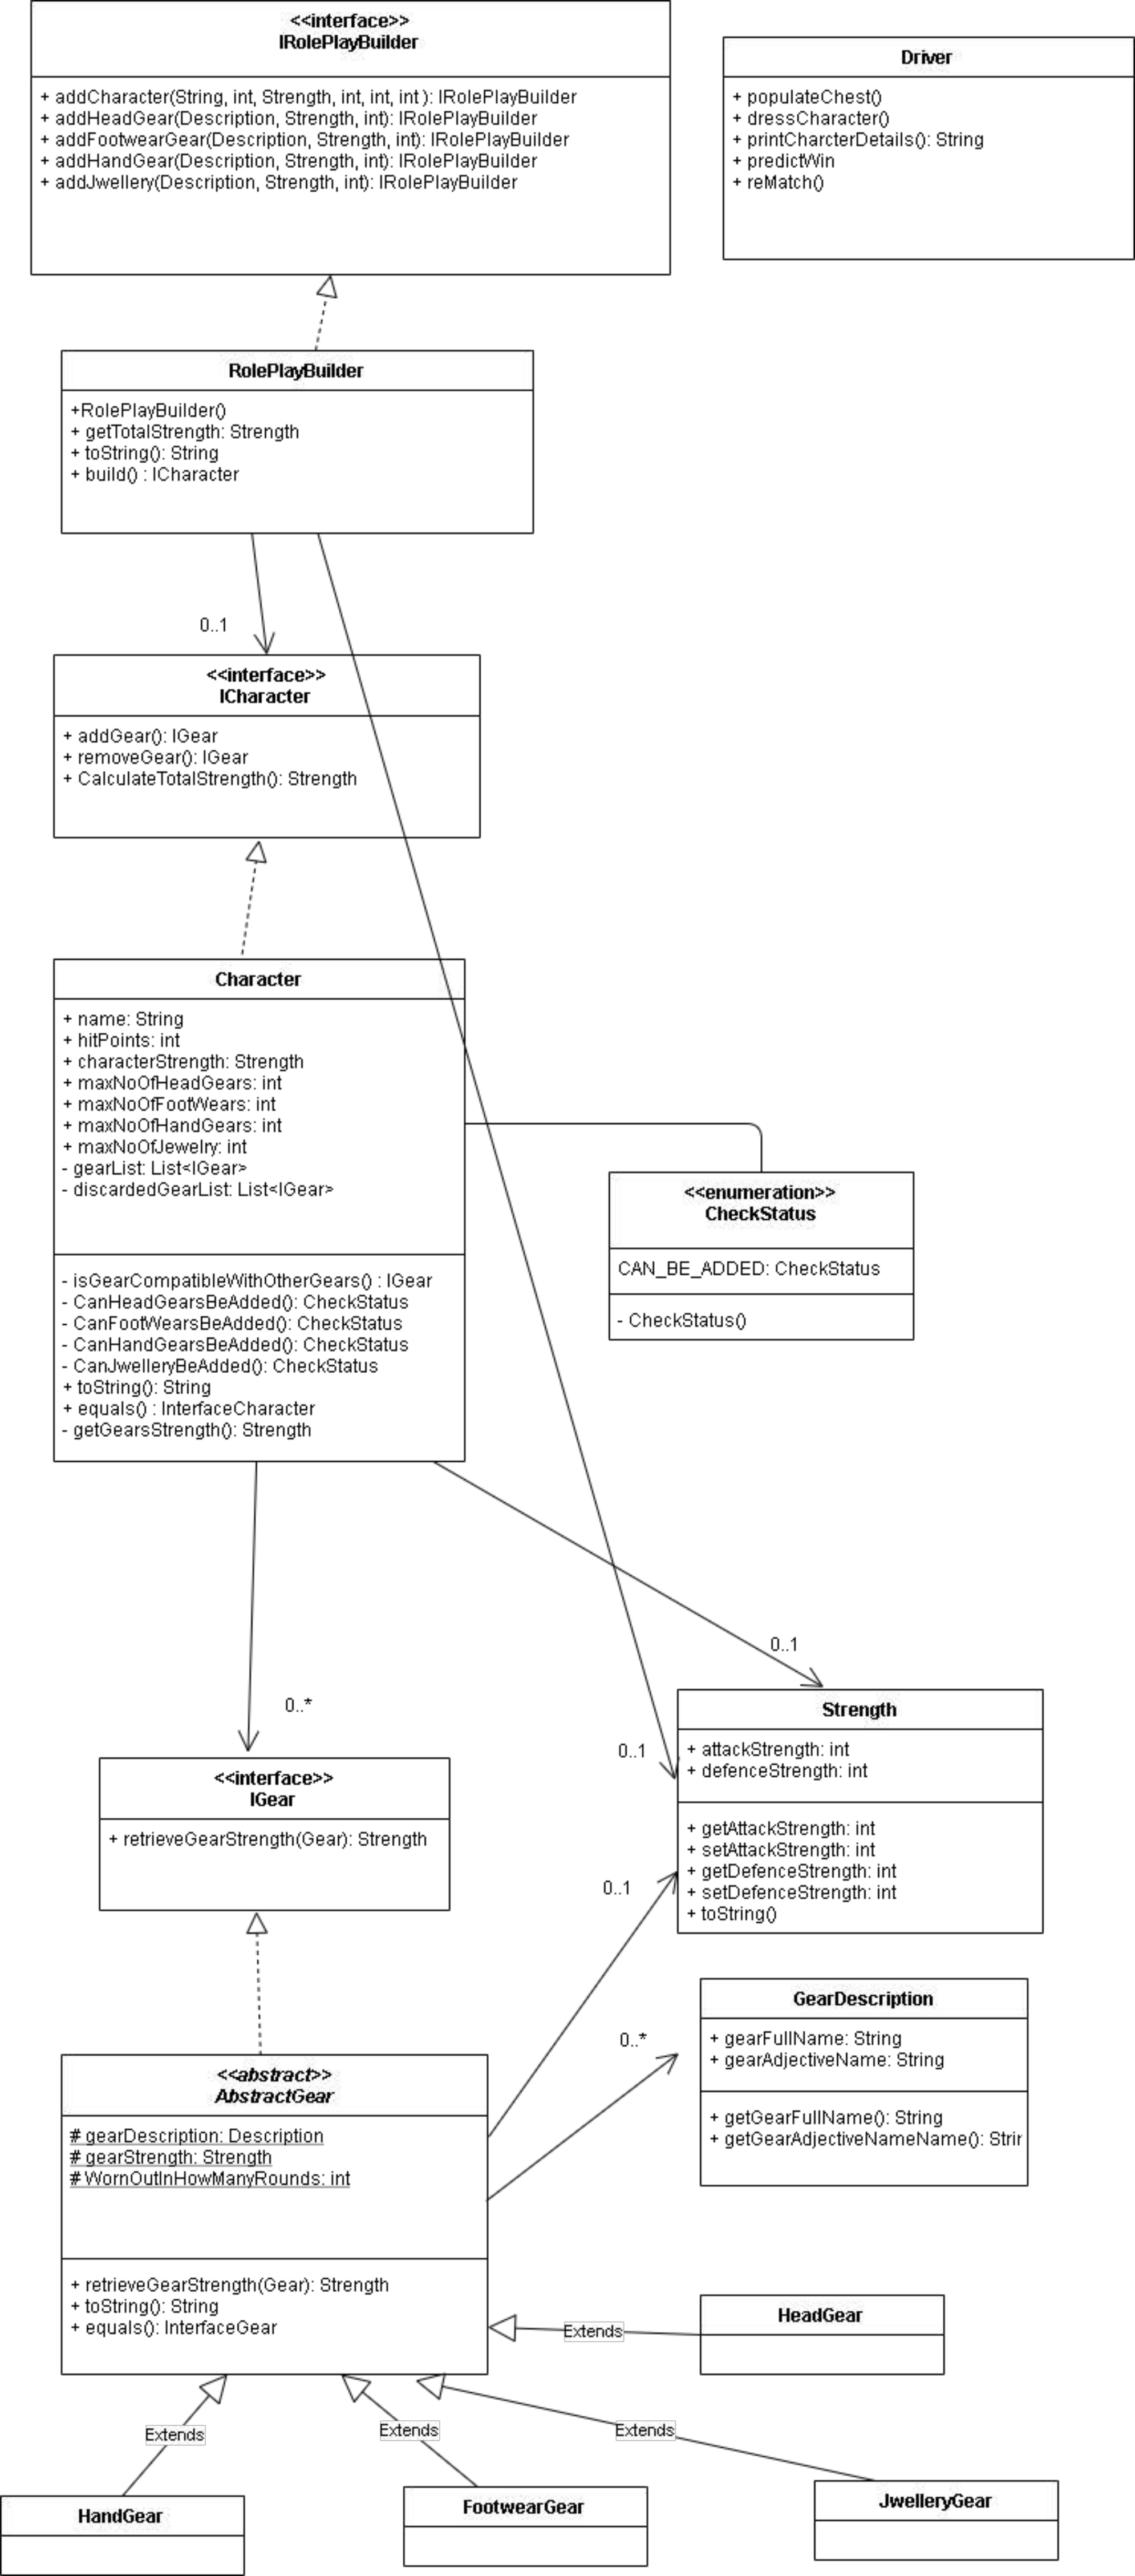 <<interface>>
IRolePlayBuilder
+ addCharacter(String, int, Strength, int, int, int ): IRolePlayBuilder
+ addHeadGear(Description, Strength, int): IRolePlayBuilder
+ addFootwearGear(Description, Strength, int): IRolePlayBuilder
+ addHandGear(Description, Strength, int): IRolePlayBuilder
+ addJwellery(Description, Strength, int): IRolePlayBuilder
Driver
+ populateChest()
+ dressCharacter()
+ printCharcterDetails(): String
+ predictWin
+ reMatch()
RolePlayBuilder
+RolePlayBuilder()
+ getTotalStrength: Strength
+ toString(): String
+ build() : ICharacter
0..1
<<interface>>
ICharacter
+ addGear(): IGear
+ removeGear(): IGear
+ CalculateTotalStrength(): Strength
Character
+ name: String
+ hitPoints: int
+ characterStrength: Strength
+ maxNoOfHeadGears: int
+ maxNoOfFootWears: int
+ maxNoOfHandGears: int
+ maxNoOfJewelry: int
- gearList: List<IGear>
- discardedGearList: List<IGear>
- isGearCompatibleWithOtherGears() : IGear
- CanHeadGearsBeAdded(): CheckStatus
- CanFootWearsBeAdded(): CheckStatus
- CanHandGearsBeAdded(): CheckStatus
- CanJwelleryBeAdded(): CheckStatus
+ toString(): String
+ equals() : InterfaceCharacter
- getGearsStrength(): Strength
<<enumeration>>
CheckStatus
CAN_BE_ADDED: CheckStatus
- CheckStatus()
0..1
0..*
0..1
Strength
+ attackStrength: int
+ defenceStrength: int
+ getAttackStrength: int
+ setAttackStrength: int
+ getDefenceStrength: int
+ setDefenceStrength: int
+ toString()
<<interface>>
IGear
+ retrieveGearStrength(Gear): Strength
0..1
GearDescription
+ gearFullName: String
+ gearAdjectiveName: String
+ getGearFullName(): String
+ getGearAdjectiveNameName(): Strir
0..*
<<abstract>>
AbstractGear
# gearDescription: Description
# gearStrength: Strength
# WornOutInHowManyRounds: int
+ retrieveGearStrength(Gear): Strength
+ toString(): String
+ equals(): InterfaceGear
HeadGear
Extends
Extends
Extends
Extends
HandGear
FootwearGear
JwelleryGear